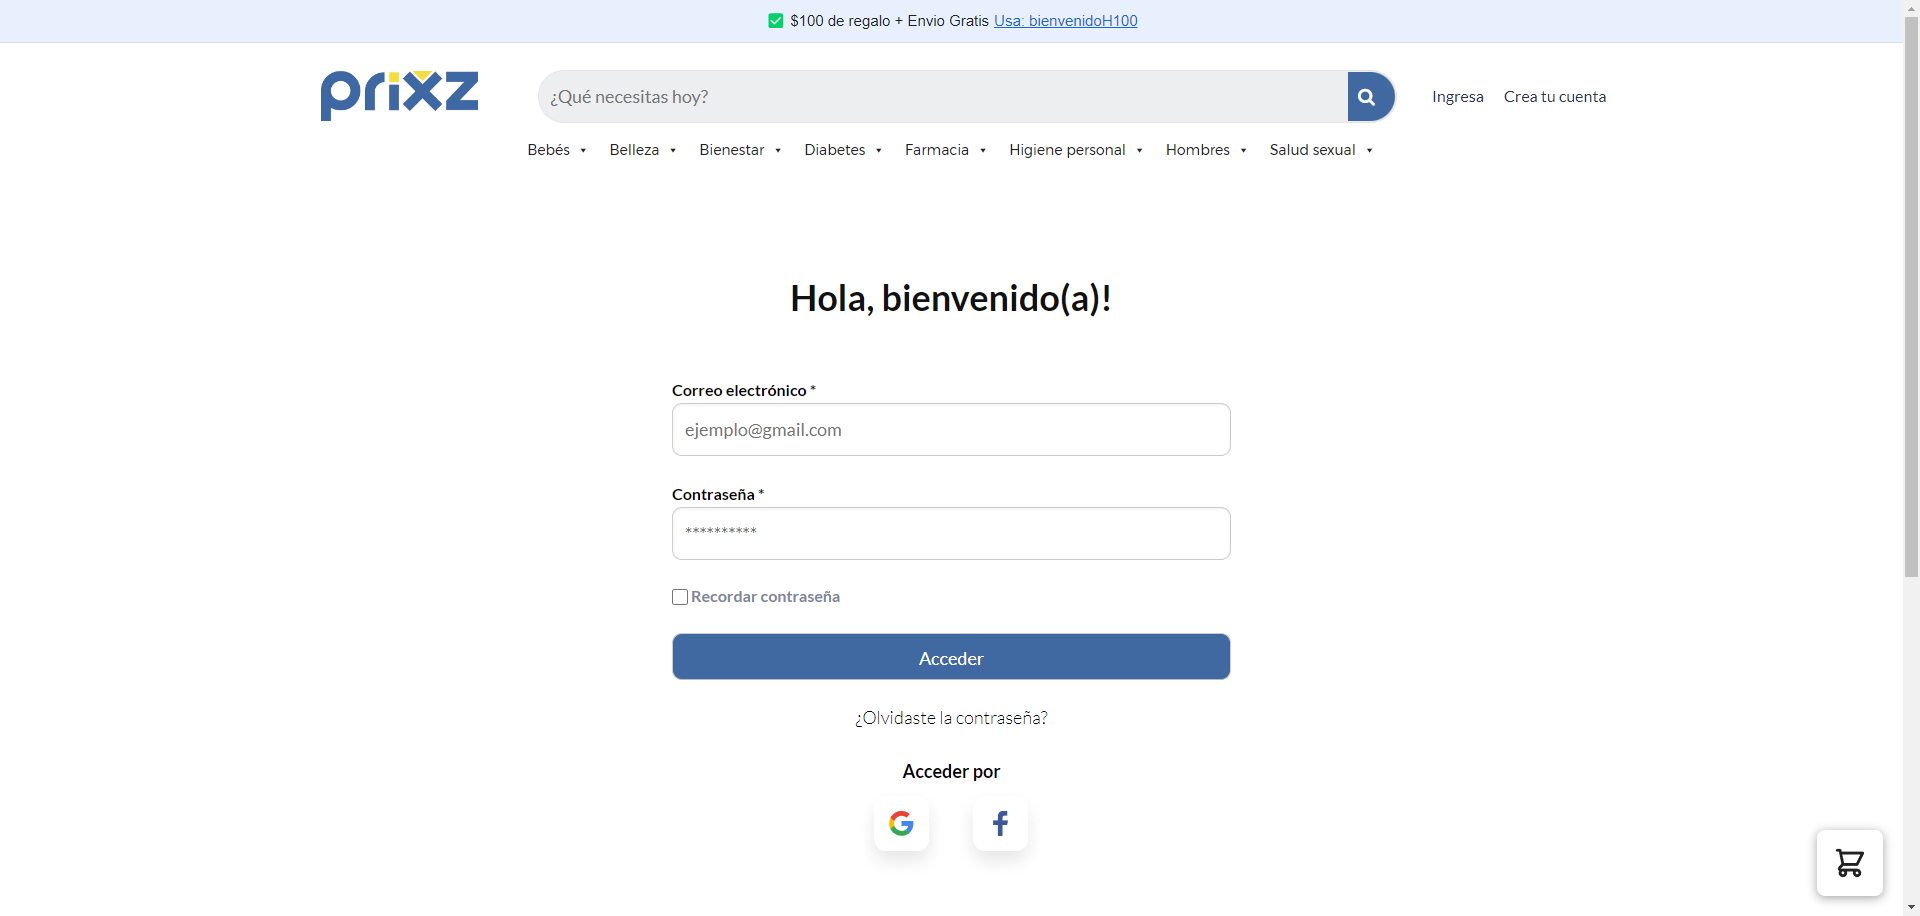 $100 de regalo + Envio Gratis Usa: bienvenidoH100
prixz
¿Qué necesitas hoy?
Ingresa Crea tu cuenta
Bebés Belleza Bienestar Diabetes Farmacia Higiene personal Hombres Salud sexual
Hola, bienvenido(a)!
Correo electrónico *
ejemplo@gmail.com
Contraseña *
**********
Recordar contraseña
Acceder
¿Olvidaste la contraseña?
Acceder por